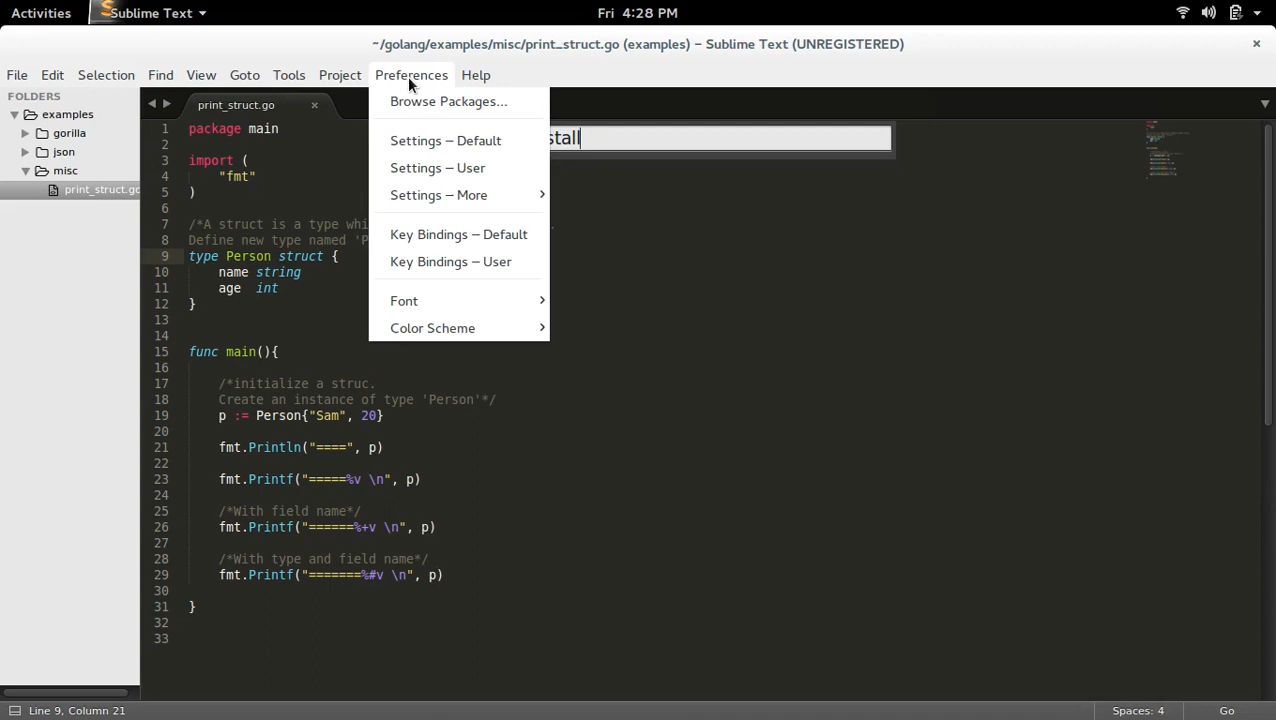 Activities Sublime Text Fri 4:28 PM
~/golang/examples/misc/print_struct.go (examples) – Sublime Text (UNREGISTERED)
File Edit Selection Find View Goto Tools Project Preferences Help
FOLDERS
examples
gorilla
json
misc
print_struct.go
print_struct.go
Browse Packages...
Settings – Default
Settings – User
Settings – More
Key Bindings – Default
Key Bindings – User
Font
Color Scheme
stall
1 package main
2
3 import (
4 "fmt"
5 )
6
7 /*A struct is a type whi
8 Define new type named 'P
9 type Person struct {
10 name string
11 age int
12 }
13
14
15 func main(){
16
17 /*initialize a struc.
18 Create an instance of type 'Person'*/
19 p := Person{"Sam", 20}
20
21 fmt.Println("====", p)
22
23 fmt.Printf("=====%v \n", p)
24
25 /*With field name*/
26 fmt.Printf("======%+v \n", p)
27
28 /*With type and field name*/
29 fmt.Printf("=======%#v \n", p)
30
31 }
32
33
Line 9, Column 21 Spaces: 4 Go